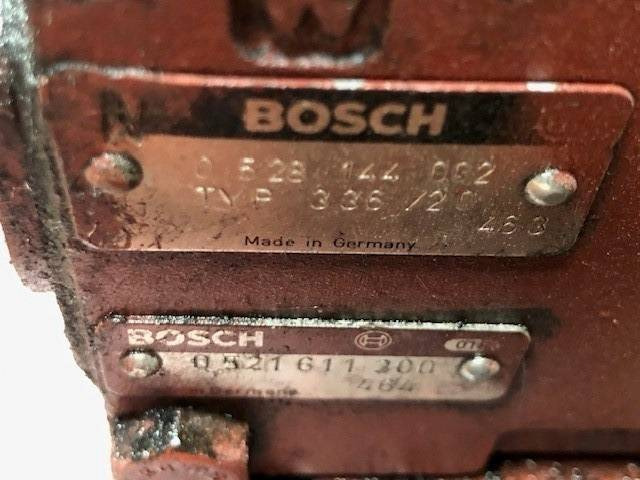 BOSCH
0 528 144 002
TYP 336 /20
463
Made in Germany
BOSCH
0 521 611 300
464